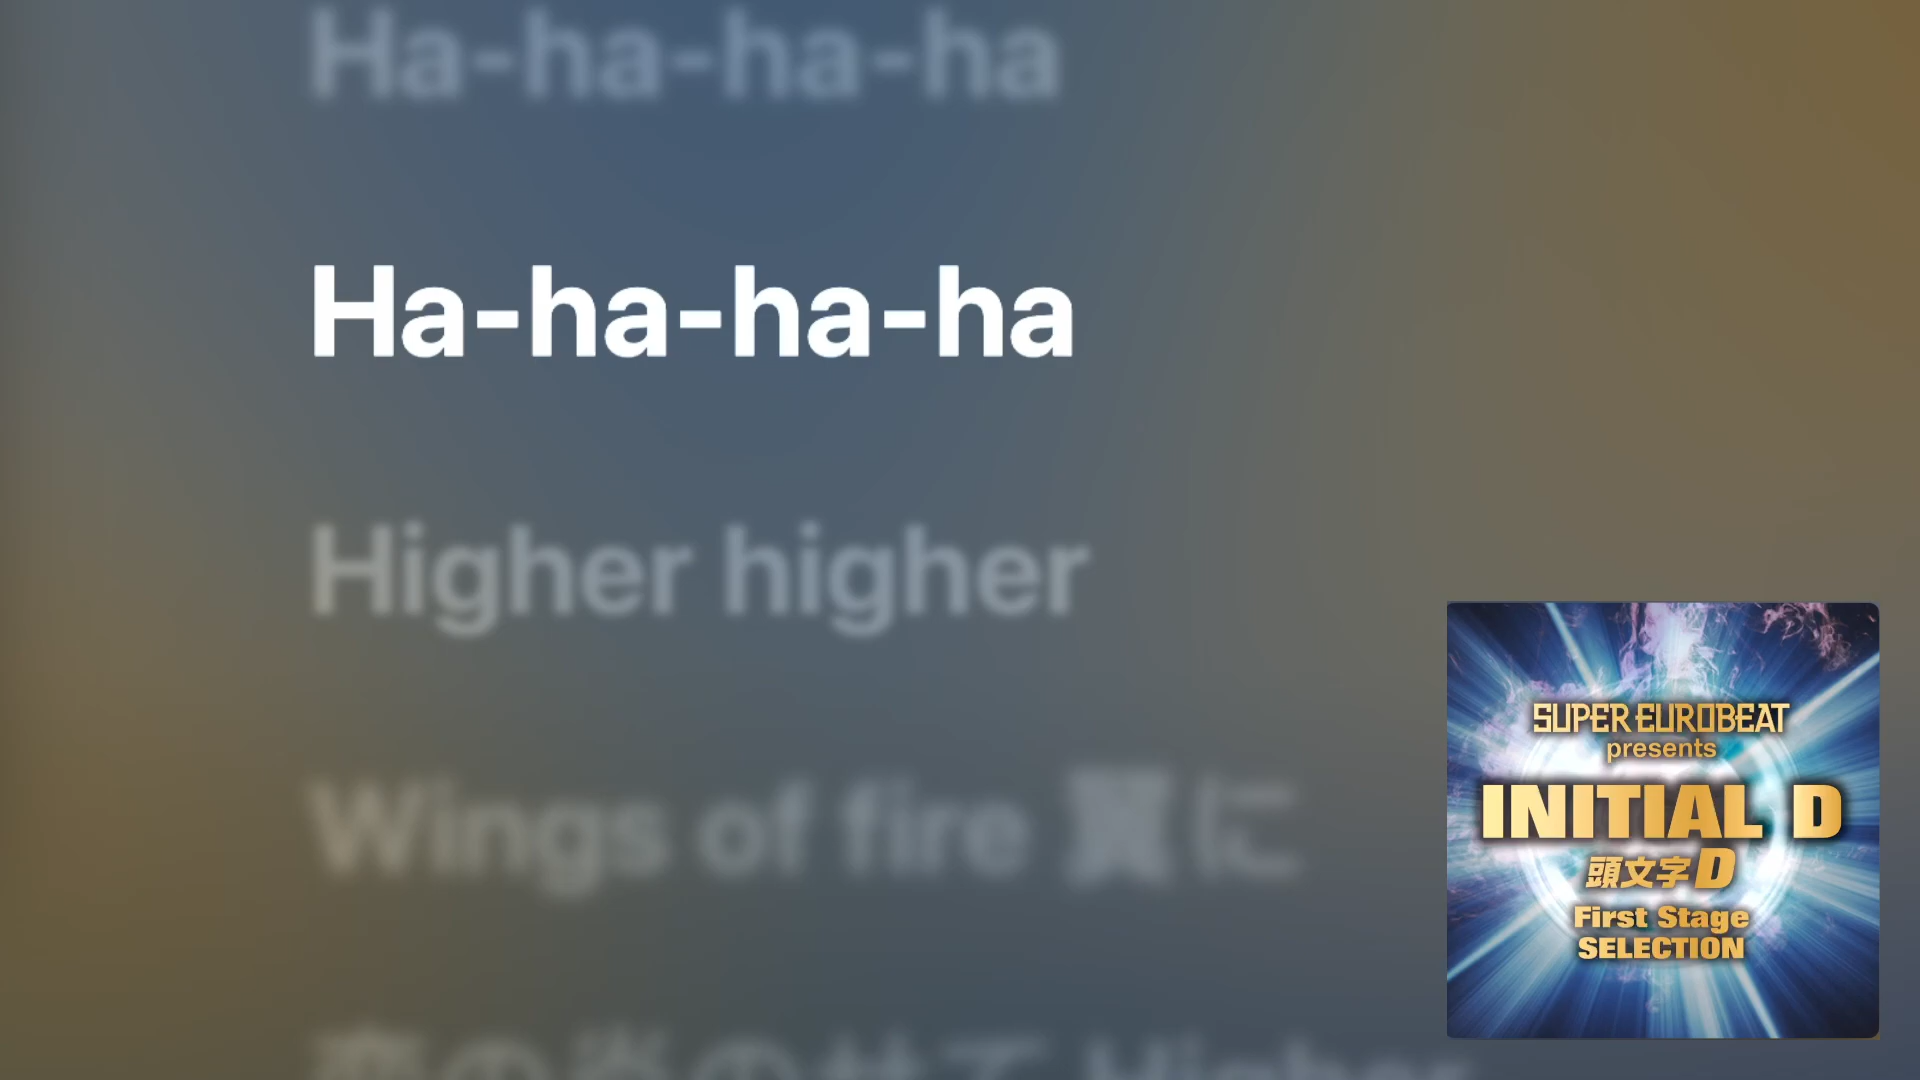 Ha-ha-ha-ha
Ha-ha-ha-ha
Higher higher
Wings of fire 翼に
Higher
SUPER EUROBEAT
presents
INITIAL D
頭文字D
First Stage
SELECTION